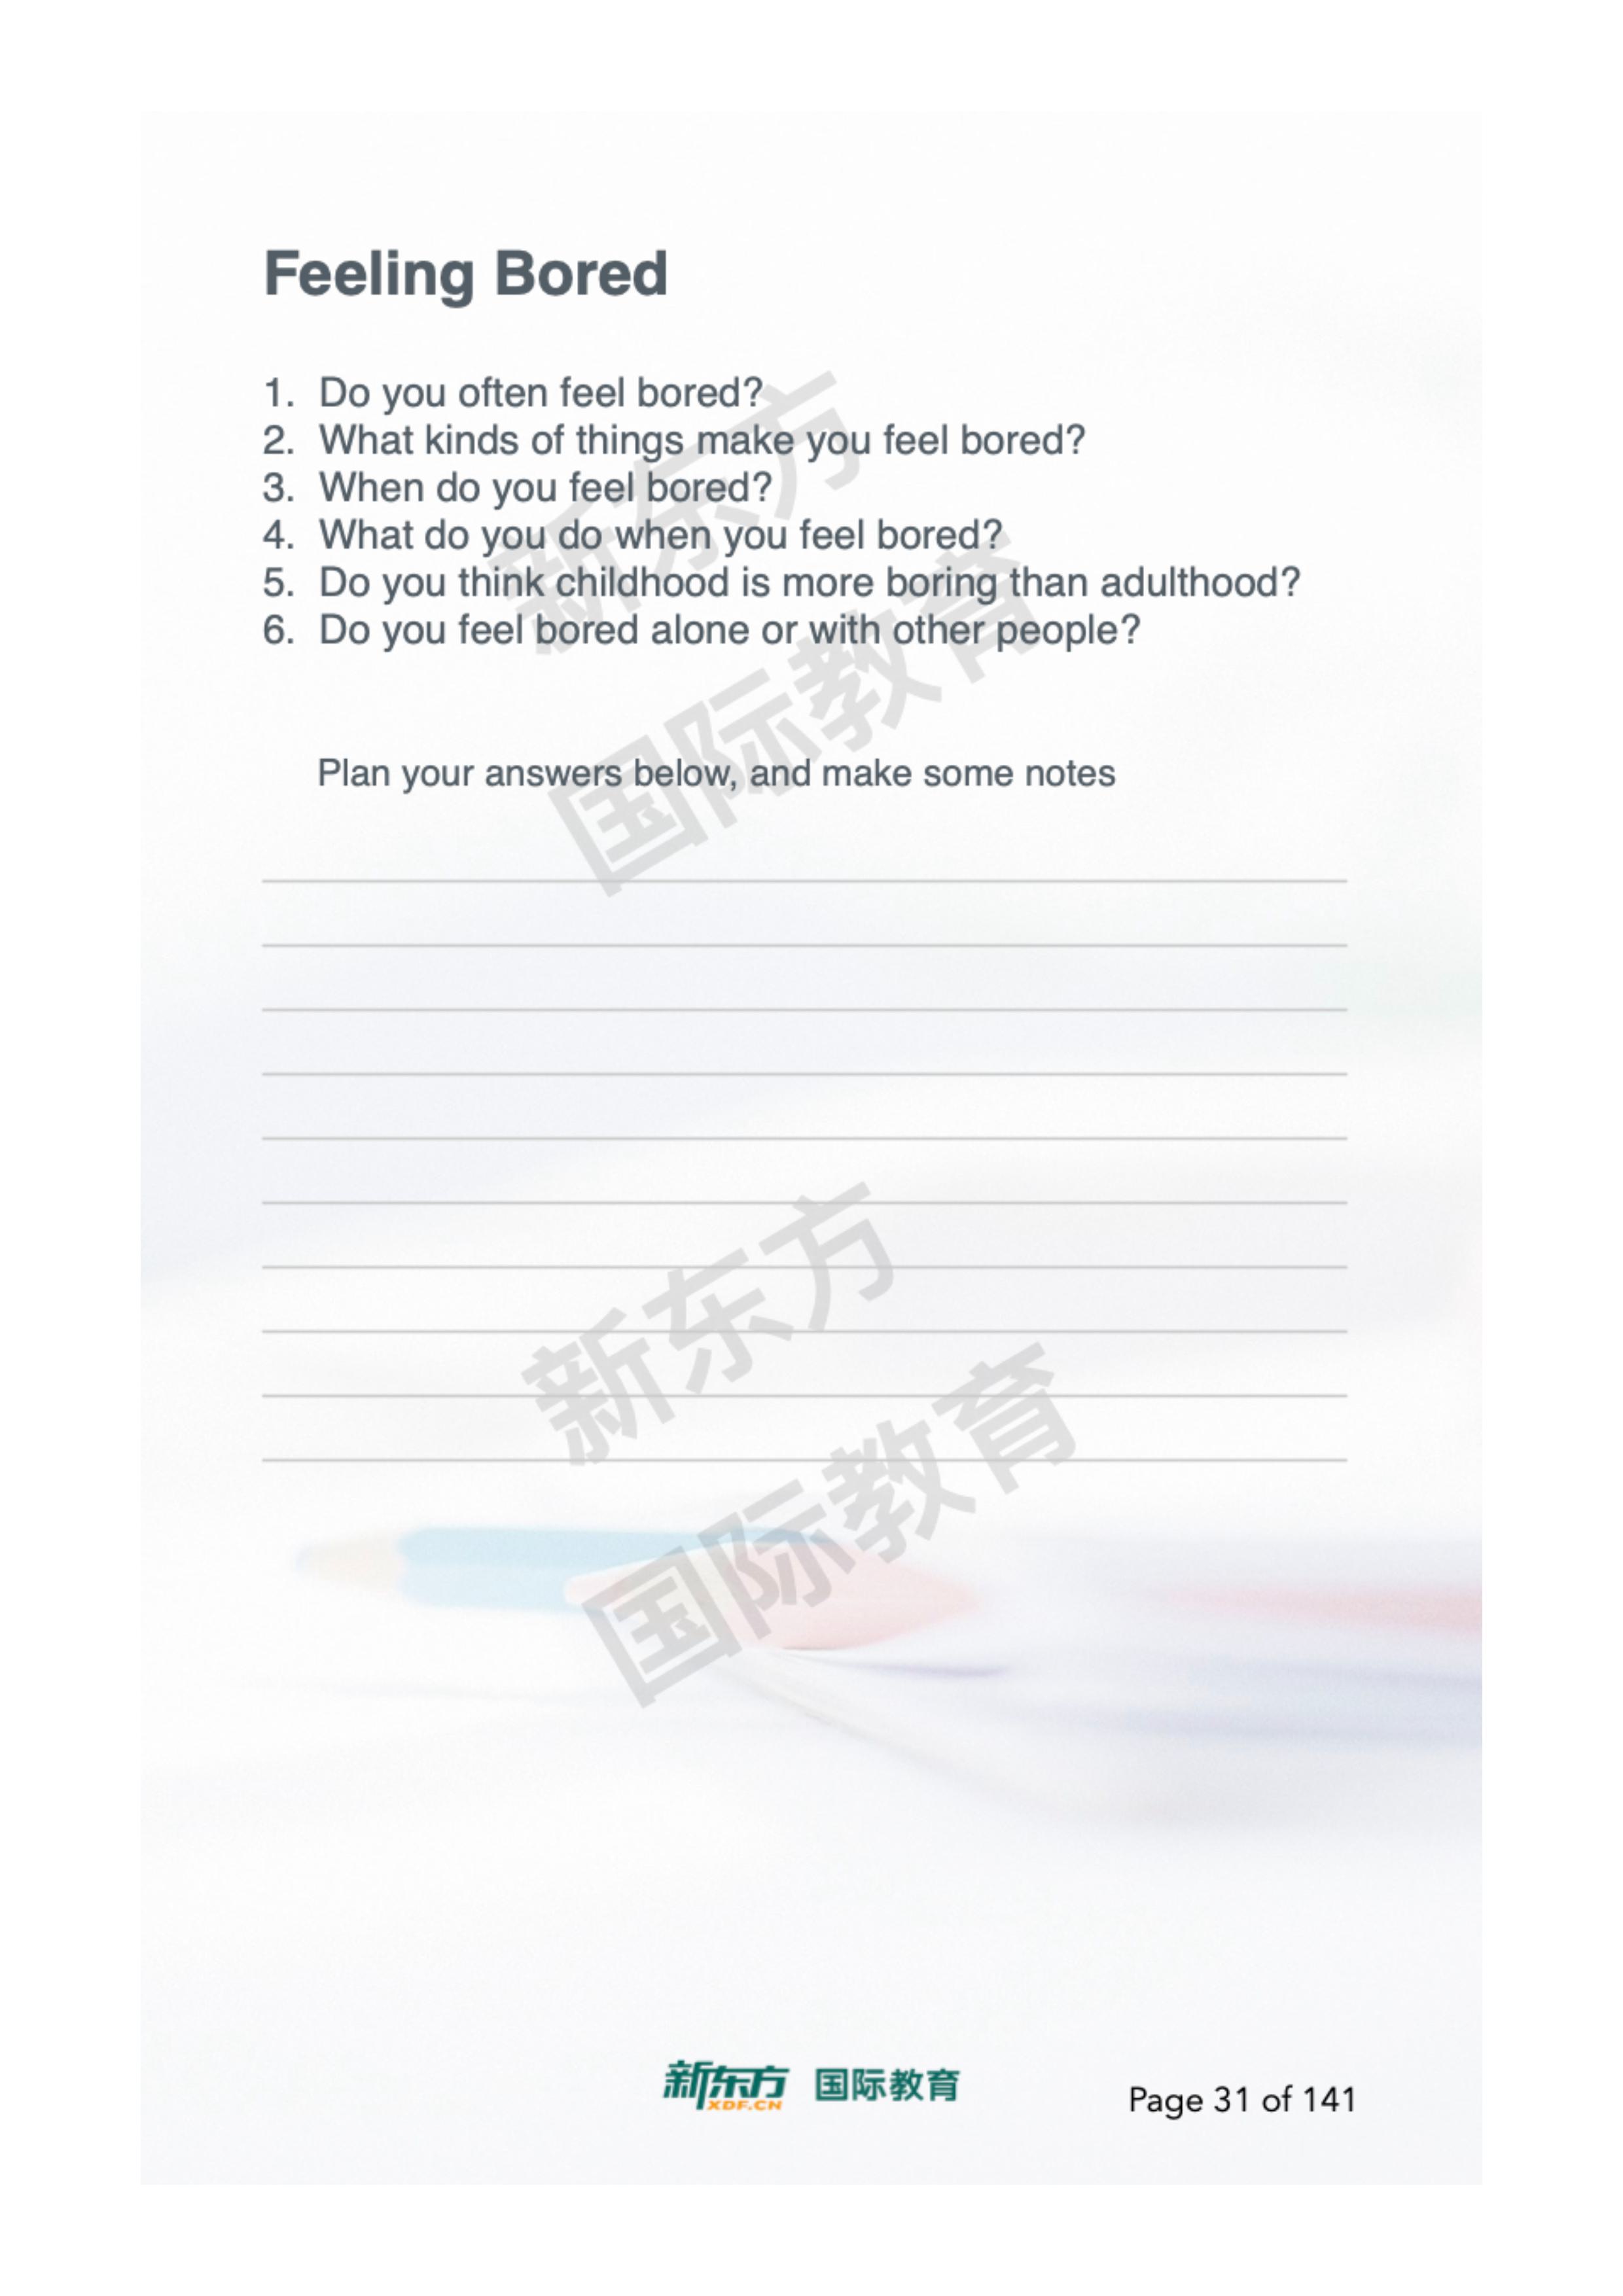 Feeling Bored
1. Do you often feel bored?
2. What kinds of things make you feel bored?
3. When do you feel bored?
4. What do you do when you feel bored?
5. Do you think childhood is more boring than adulthood?
6. Do you feel bored alone or with other people?
Plan your answers below, and make some notes
新东方
国际教育
新东方
国际教育
新东方 国际教育
XDF.CN
Page 31 of 141